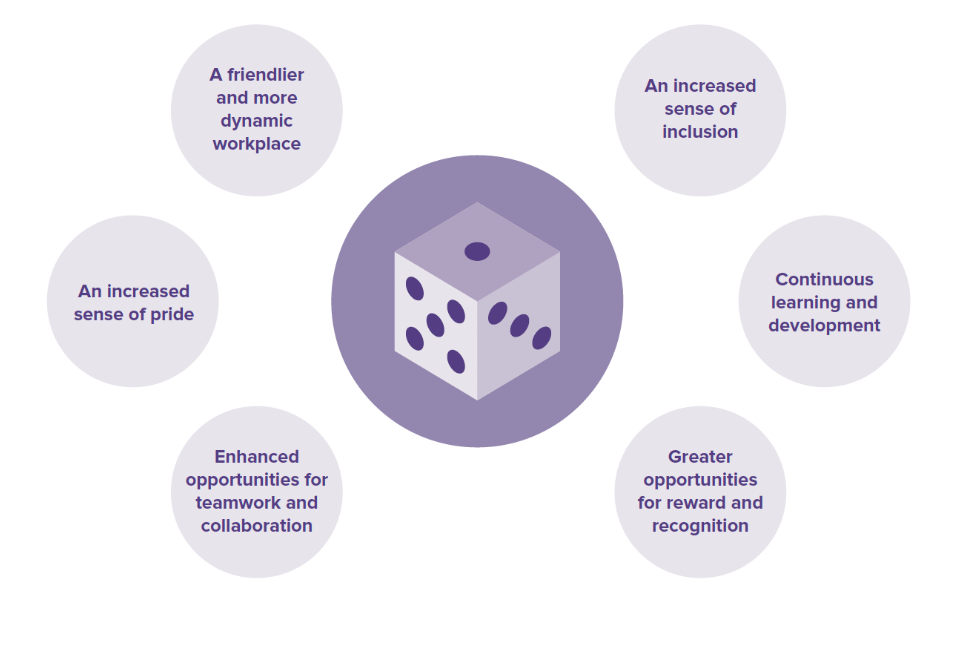 A friendlier
and more
dynamic
workplace
An increased
sense of
inclusion
An increased
sense of pride
Continuous
learning and
development
Enhanced
opportunities for
teamwork and
collaboration
Greater
opportunities
for reward and
recognition